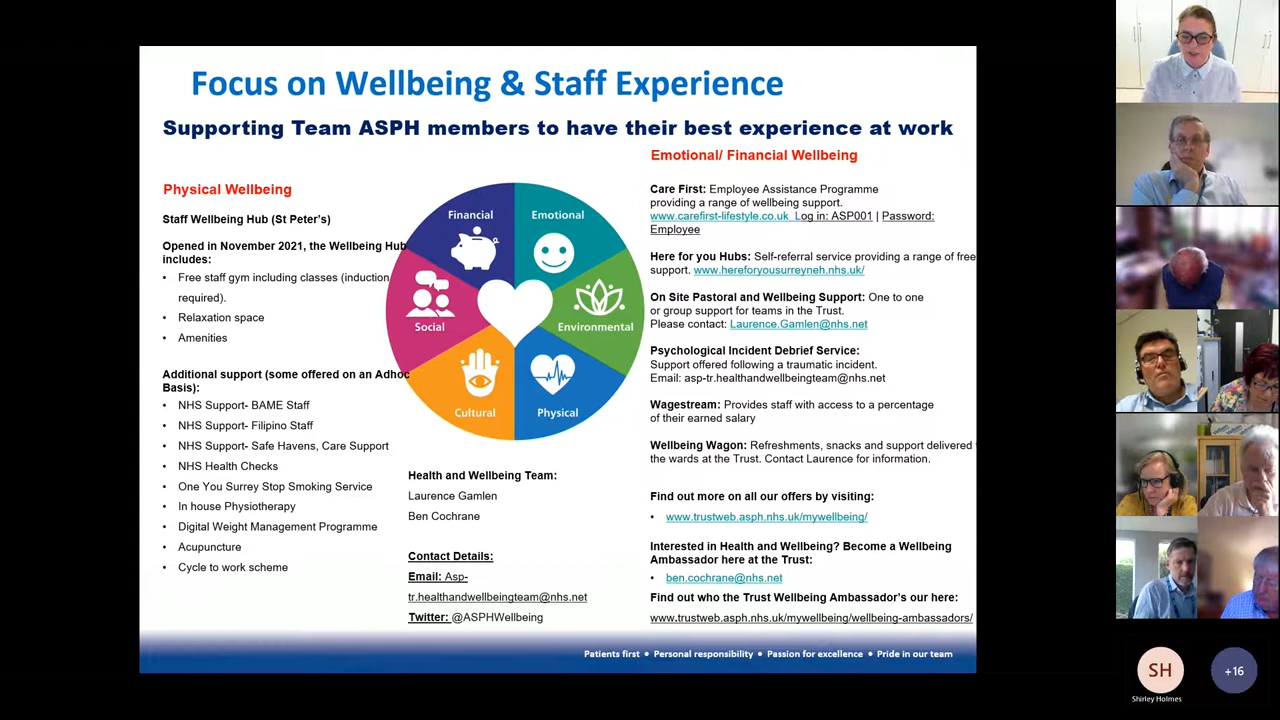 Focus on Wellbeing & Staff Experience
Supporting Team ASPH members to have their best experience at work
Physical Wellbeing
Staff Wellbeing Hub (St Peter's)
Opened in November 2021, the Wellbeing Hub
includes:
• Free staff gym including classes (induction
required).
• Relaxation space
• Amenities
Additional support (some offered on an Adhoc
Basis):
• NHS Support- BAME Staff
• NHS Support- Filipino Staff
• NHS Support- Safe Havens, Care Support
• NHS Health Checks
• One You Surrey Stop Smoking Service
• In house Physiotherapy
• Digital Weight Management Programme
• Acupuncture
• Cycle to work scheme
Financial
Emotional
Social
Environmental
Cultural
Physical
Health and Wellbeing Team:
Laurence Gamlen
Ben Cochrane
Contact Details:
Email: Asp-
tr.healthandwellbeingteam@nhs.net
Twitter: @ASPHWellbeing
Emotional/ Financial Wellbeing
Care First: Employee Assistance Programme
providing a range of wellbeing support.
www.carefirst-lifestyle.co.uk Log in: ASP001 | Password:
Employee
Here for you Hubs: Self-referral service providing a range of free
support. www.hereforyousurreyneh.nhs.uk/
On Site Pastoral and Wellbeing Support: One to one
or group support for teams in the Trust.
Please contact: Laurence.Gamlen@nhs.net
Psychological Incident Debrief Service:
Support offered following a traumatic incident.
Email: asp-tr.healthandwellbeingteam@nhs.net
Wagestream: Provides staff with access to a percentage
of their earned salary
Wellbeing Wagon: Refreshments, snacks and support delivered
the wards at the Trust. Contact Laurence for information.
Find out more on all our offers by visiting:
• www.trustweb.asph.nhs.uk/mywellbeing/
Interested in Health and Wellbeing? Become a Wellbeing
Ambassador here at the Trust:
• ben.cochrane@nhs.net
Find out who the Trust Wellbeing Ambassador's our here:
www.trustweb.asph.nhs.uk/mywellbeing/wellbeing-ambassadors/
Patients first • Personal responsibility • Passion for excellence • Pride in our team
SH
Shirley Holmes
+16